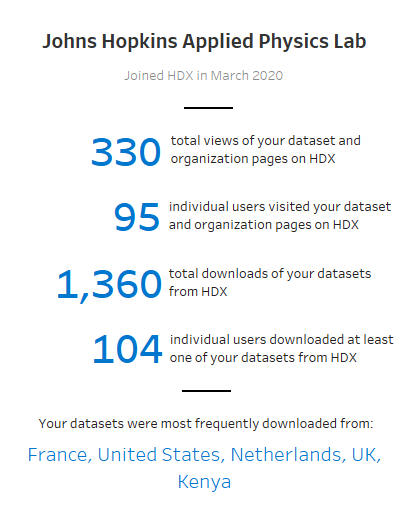 Johns Hopkins Applied Physics Lab
Joined HDX in March 2020
330 total views of your dataset and
organization pages on HDX
95 individual users visited your dataset
and organization pages on HDX
1,360 total downloads of your datasets
from HDX
104 individual users downloaded at least
one of your datasets from HDX
Your datasets were most frequently downloaded from:
France, United States, Netherlands, UK,
Kenya